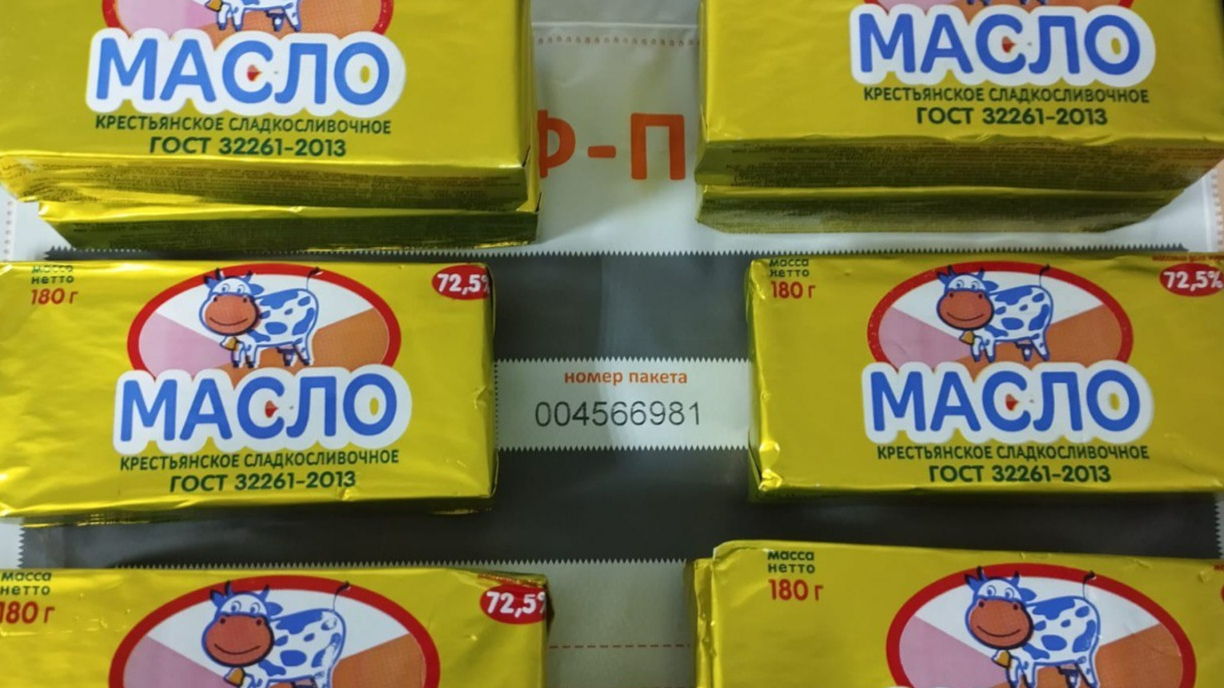 МАСЛО
КРЕСТЬЯНСКОЕ СЛАДКОСЛИВОЧНОЕ
ГОСТ 32261-2013
МАСЛО
КРЕСТЬЯНСКОЕ СЛАДКОСЛИВОЧНОЕ
ГОСТ 32261-2013
Ф-П
масса
нетто
180 г
72,5%
МАСЛО
КРЕСТЬЯНСКОЕ СЛАДКОСЛИВОЧНОЕ
ГОСТ 32261-2013
номер пакета
004566981
масса
нетто
180 г
72,5%
МАСЛО
КРЕСТЬЯНСКОЕ СЛАДКОСЛИВОЧНОЕ
ГОСТ 32261-2013
масса
нетто
180 г
72,5%
масса
нетто
180 г